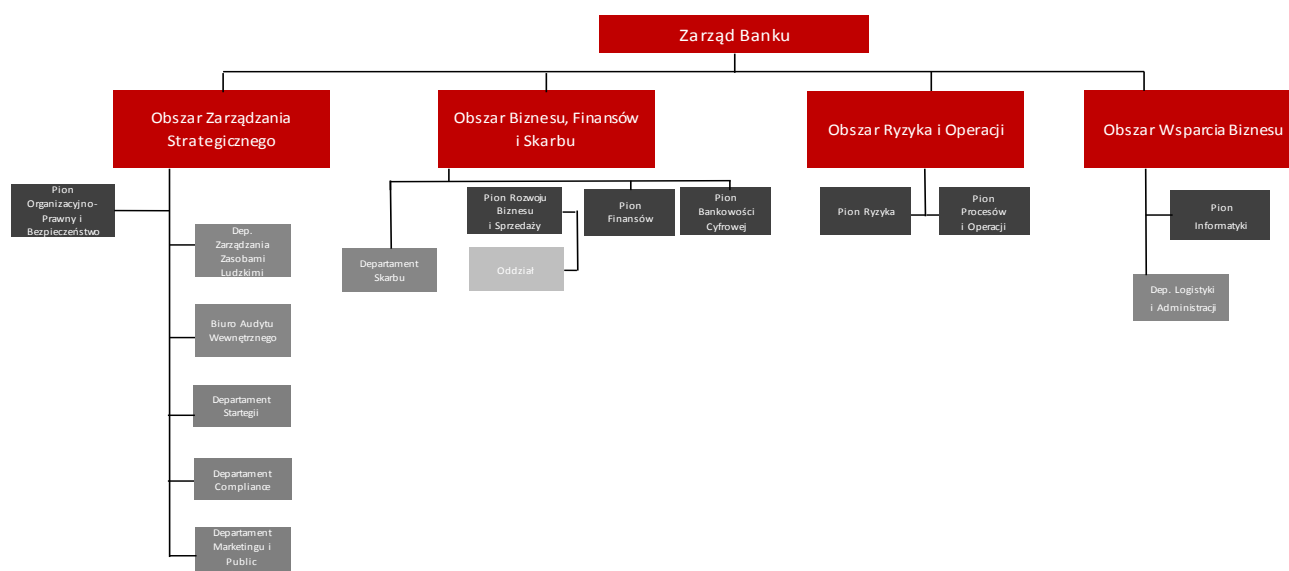 Zarząd Banku
Obszar Zarządzania
Strategicznego
Obszar Biznesu, Finansów
i Skarbu
Obszar Ryzyka i Operacji
Obszar Wsparcia Biznesu
Pion
Organizacyjno-
Prawny i
Bezpieczeństwo
Dep.
Zarządzania
Zasobami
Ludzkimi
Biuro Audytu
Wewnętrznego
Departament
Startegii
Departament
Compliance
Departament
Marketingu i
Public
Departament
Skarbu
Pion Rozwoju
Biznesu
i Sprzedaży
Oddział
Pion
Finansów
Pion
Bankowości
Cyfrowej
Pion Ryzyka
Pion
Procesów
i Operacji
Pion
Informatyki
Dep. Logistyki
i Administracji